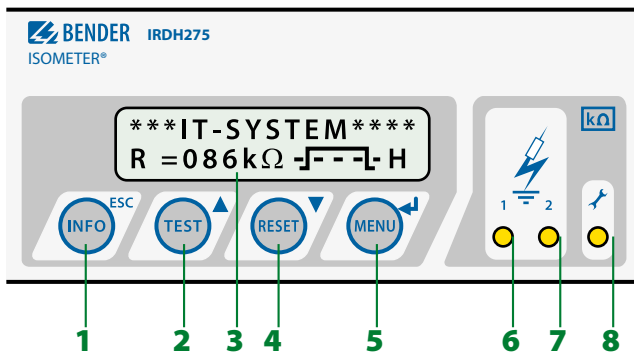 BENDER IRDH275
ISOMETER®
***IT-SYSTEM****
R =086kΩ H
kΩ
ESC
INFO
TEST
RESET
MENU
1 2
1 2 3 4 5 6 7 8